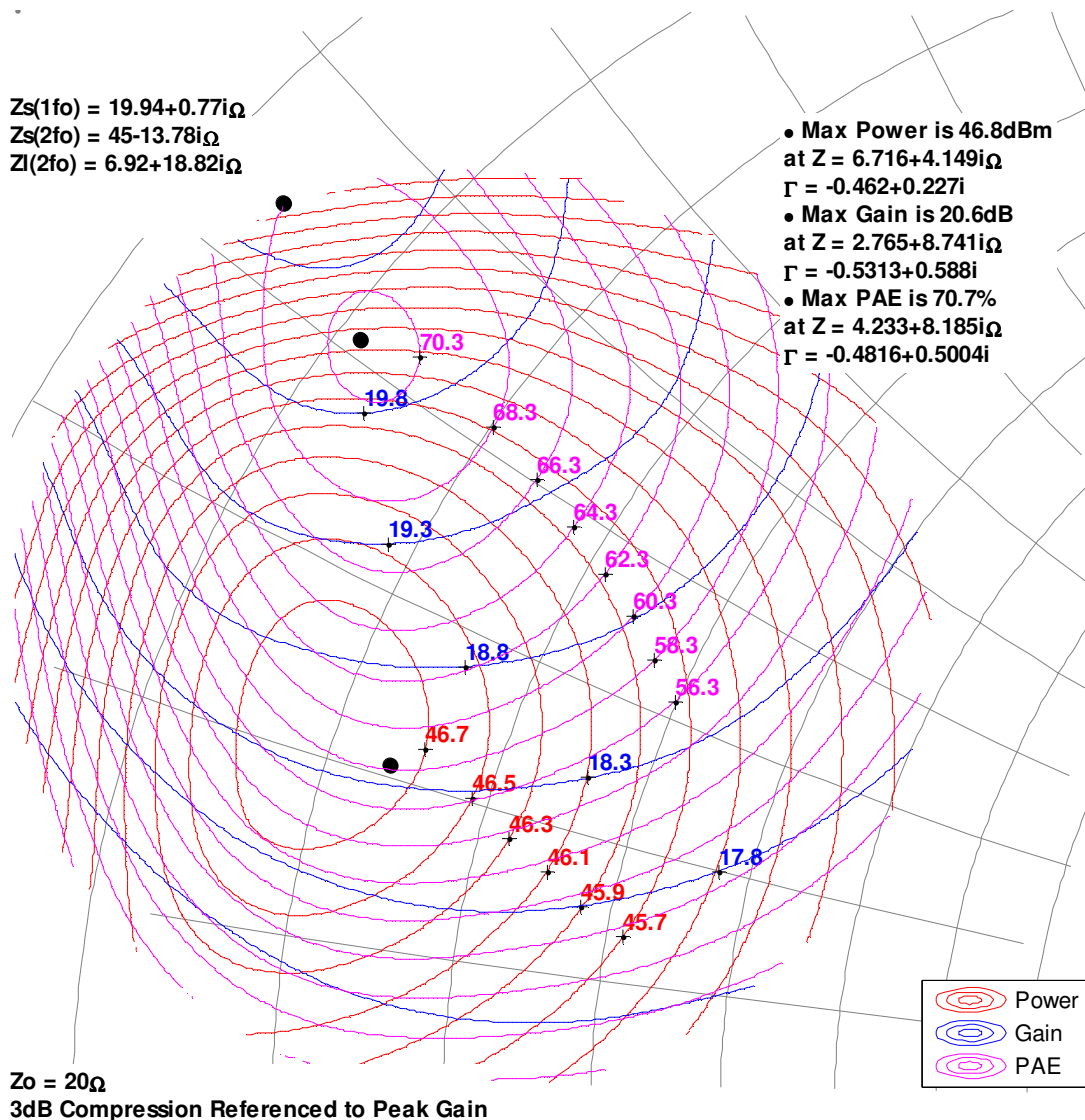 Zs(1fo) = 19.94+0.77iΩ
Zs(2fo) = 45-13.78iΩ
Zl(2fo) = 6.92+18.82iΩ
● Max Power is 46.8dBm
at Z = 6.716+4.149iΩ
Γ = -0.462+0.227i
● Max Gain is 20.6dB
at Z = 2.765+8.741iΩ
Γ = -0.5313+0.588i
● Max PAE is 70.7%
at Z = 4.233+8.185iΩ
Γ = -0.4816+0.5004i
70.3
19.8
68.3
66.3
64.3
19.3
62.3
60.3
18.8
58.3
56.3
46.7
18.3
46.5
46.3
46.1
17.8
45.9
45.7
Power
Gain
PAE
Zo = 20Ω
3dB Compression Referenced to Peak Gain